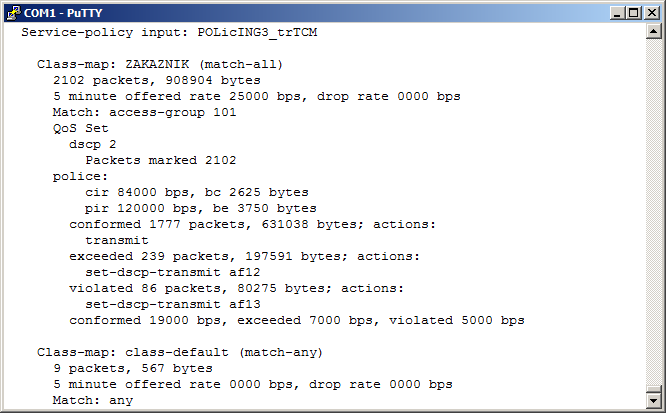 COM1 - PuTTY
Service-policy input: POLicING3_trTCM
Class-map: ZAKAZNIK (match-all)
2102 packets, 908904 bytes
5 minute offered rate 25000 bps, drop rate 0000 bps
Match: access-group 101
QoS Set
dscp 2
Packets marked 2102
police:
cir 84000 bps, bc 2625 bytes
pir 120000 bps, be 3750 bytes
conformed 1777 packets, 631038 bytes; actions:
transmit
exceeded 239 packets, 197591 bytes; actions:
set-dscp-transmit af12
violated 86 packets, 80275 bytes; actions:
set-dscp-transmit af13
conformed 19000 bps, exceeded 7000 bps, violated 5000 bps
Class-map: class-default (match-any)
9 packets, 567 bytes
5 minute offered rate 0000 bps, drop rate 0000 bps
Match: any